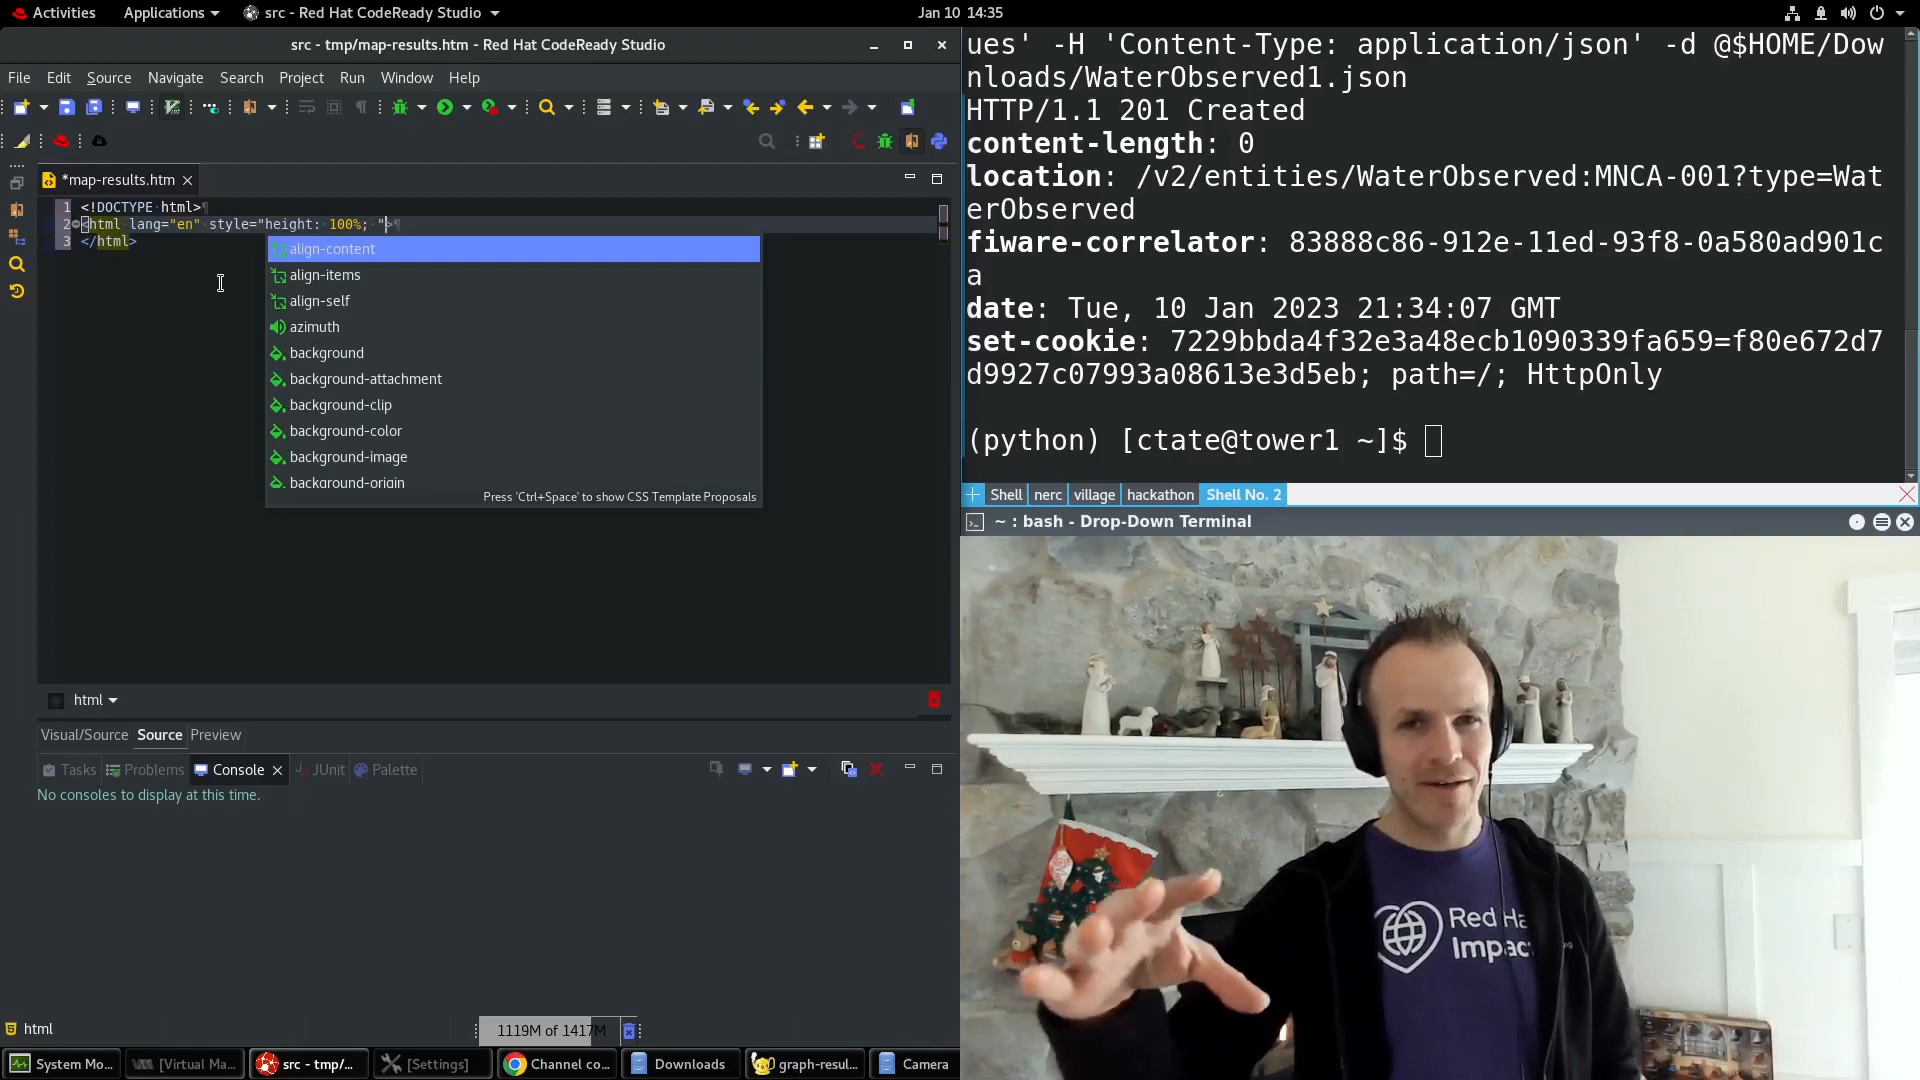 Activities Applications src - Red Hat CodeReady Studio Jan 10 14:35
src - tmp/map-results.htm - Red Hat CodeReady Studio
File Edit Source Navigate Search Project Run Window Help
*map-results.htm
1 <!DOCTYPE html>
2 <html lang="en" style="height: 100%; ">
3 </html>
align-content
align-items
align-self
azimuth
background
background-attachment
background-clip
background-color
background-image
background-origin
Press 'Ctrl+Space' to show CSS Template Proposals
html
Visual/Source Source Preview
Tasks Problems Console JUnit Palette
No consoles to display at this time.
html
1119M of 1417M
ues' -H 'Content-Type: application/json' -d @$HOME/Dow
nloads/WaterObserved1.json
HTTP/1.1 201 Created
content-length: 0
location: /v2/entities/WaterObserved:MNCA-001?type=Wat
erObserved
fiware-correlator: 83888c86-912e-11ed-93f8-0a580ad901c
a
date: Tue, 10 Jan 2023 21:34:07 GMT
set-cookie: 7229bbda4f32e3a48ecb1090339fa659=f80e672d7
d9927c07993a08613e3d5eb; path=/; HttpOnly
(python) [ctate@tower1 ~]$
Shell nerc village hackathon Shell No. 2
~ : bash - Drop-Down Terminal
Red
Impac
System Mo... [Virtual Ma... src - tmp/... [Settings] Channel co... Downloads graph-resul... Camera